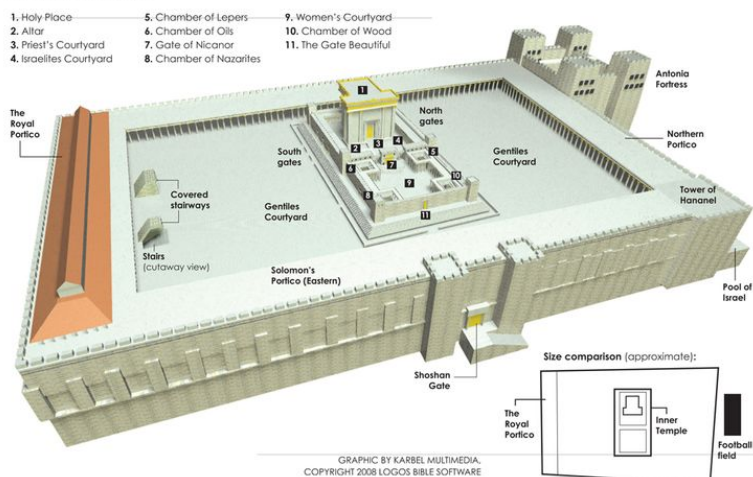 1. Holy Place
2. Altar
3. Priest's Courtyard
4. Israelites Courtyard
5. Chamber of Lepers
6. Chamber of Oils
7. Gate of Nicanor
8. Chamber of Nazarites
9. Women's Courtyard
10. Chamber of Wood
11. The Gate Beautiful
Antonia
Fortress
The
Royal
Portico
North
gates
Northern
Portico
South
gates
Gentiles
Courtyard
Tower of
Hananel
Covered
stairways
Gentiles
Courtyard
Stairs
(cutaway view)
Solomon's
Portico (Eastern)
Pool of
Israel
Shoshan
Gate
1
2
3
4
5
6
7
8
9
10
11
Size comparison (approximate):
The
Royal
Portico
Inner
Temple
Football
field
GRAPHIC BY KARBEL MULTIMEDIA,
COPYRIGHT 2008 LOGOS BIBLE SOFTWARE